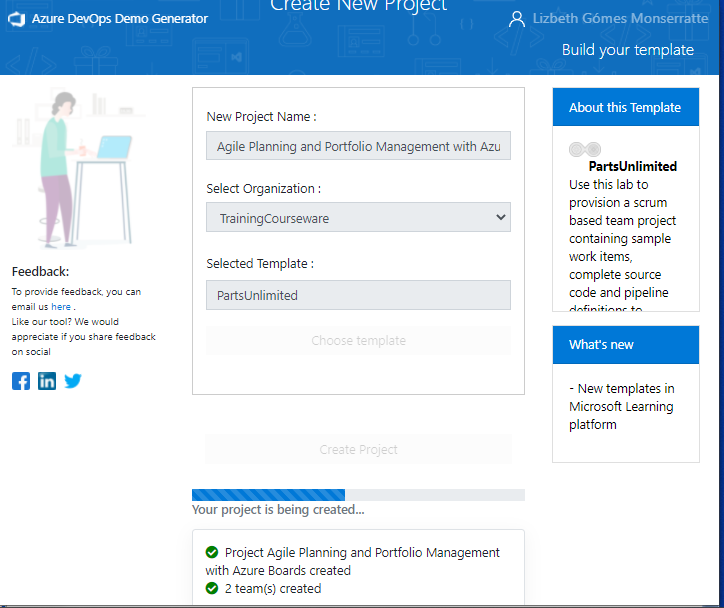 Create New Project
Azure DevOps Demo Generator
Lizbeth Gómes Monserratte
Build your template
Feedback:
To provide feedback, you can
email us here .
Like our tool? We would
appreciate if you share feedback
on social
New Project Name :
Agile Planning and Portfolio Management with Azu
Select Organization :
TrainingCourseware
Selected Template :
PartsUnlimited
Choose template
Create Project
Your project is being created...
Project Agile Planning and Portfolio Management
with Azure Boards created
2 team(s) created
About this Template
PartsUnlimited
Use this lab to
provision a scrum
based team project
containing sample
work items,
complete source
code and pipeline
definitions to
What's new
- New templates in
Microsoft Learning
platform